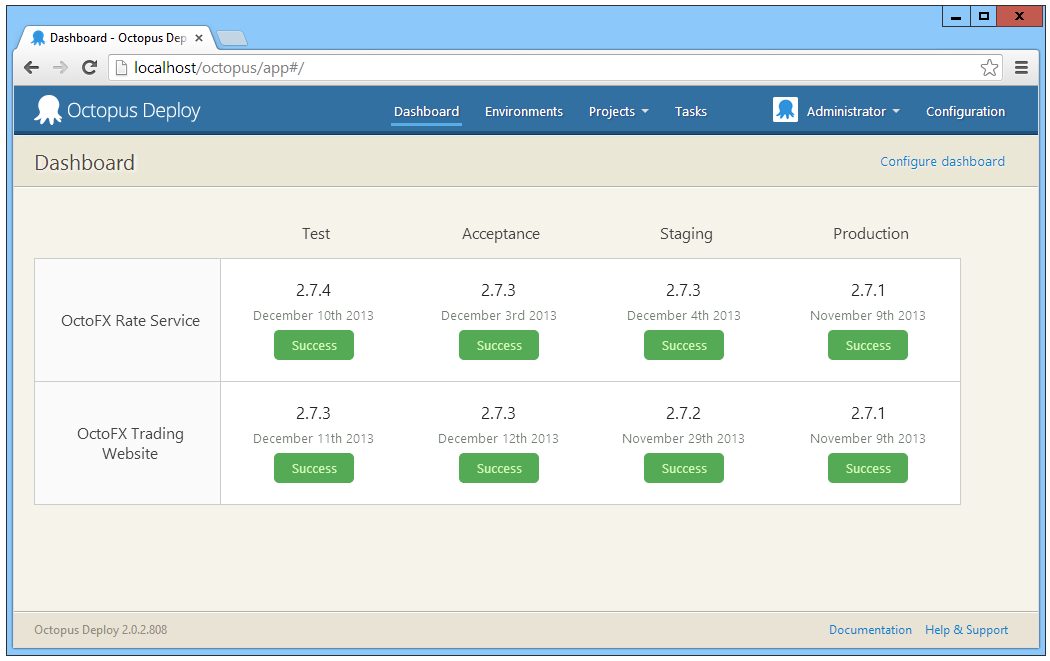 Dashboard - Octopus Dep
localhost/octopus/app#/
Octopus Deploy Dashboard Environments Projects Tasks Administrator Configuration
Dashboard Configure dashboard
Test Acceptance Staging Production
OctoFX Rate Service
2.7.4 2.7.3 2.7.3 2.7.1
December 10th 2013 December 3rd 2013 December 4th 2013 November 9th 2013
Success Success Success Success
OctoFX Trading
Website
2.7.3 2.7.3 2.7.2 2.7.1
December 11th 2013 December 12th 2013 November 29th 2013 November 9th 2013
Success Success Success Success
Octopus Deploy 2.0.2.808 Documentation Help & Support